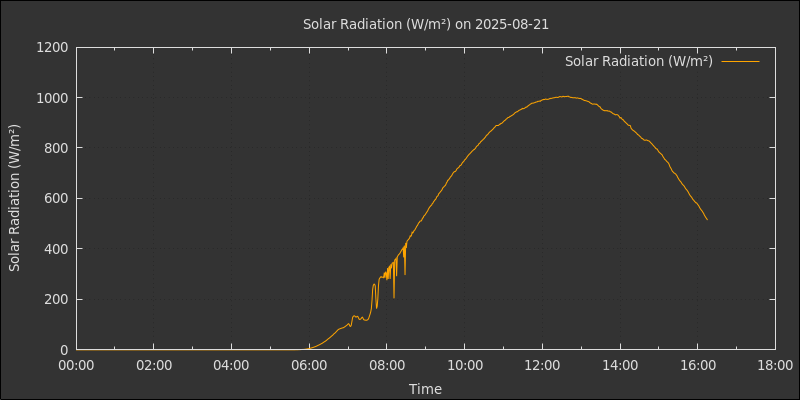 Solar Radiation (W/m²) on 2025-08-21
Solar Radiation (W/m²)
1200
1000
800
600
400
200
0
Solar Radiation (W/m²)
00:00 02:00 04:00 06:00 08:00 10:00 12:00 14:00 16:00 18:00
Time